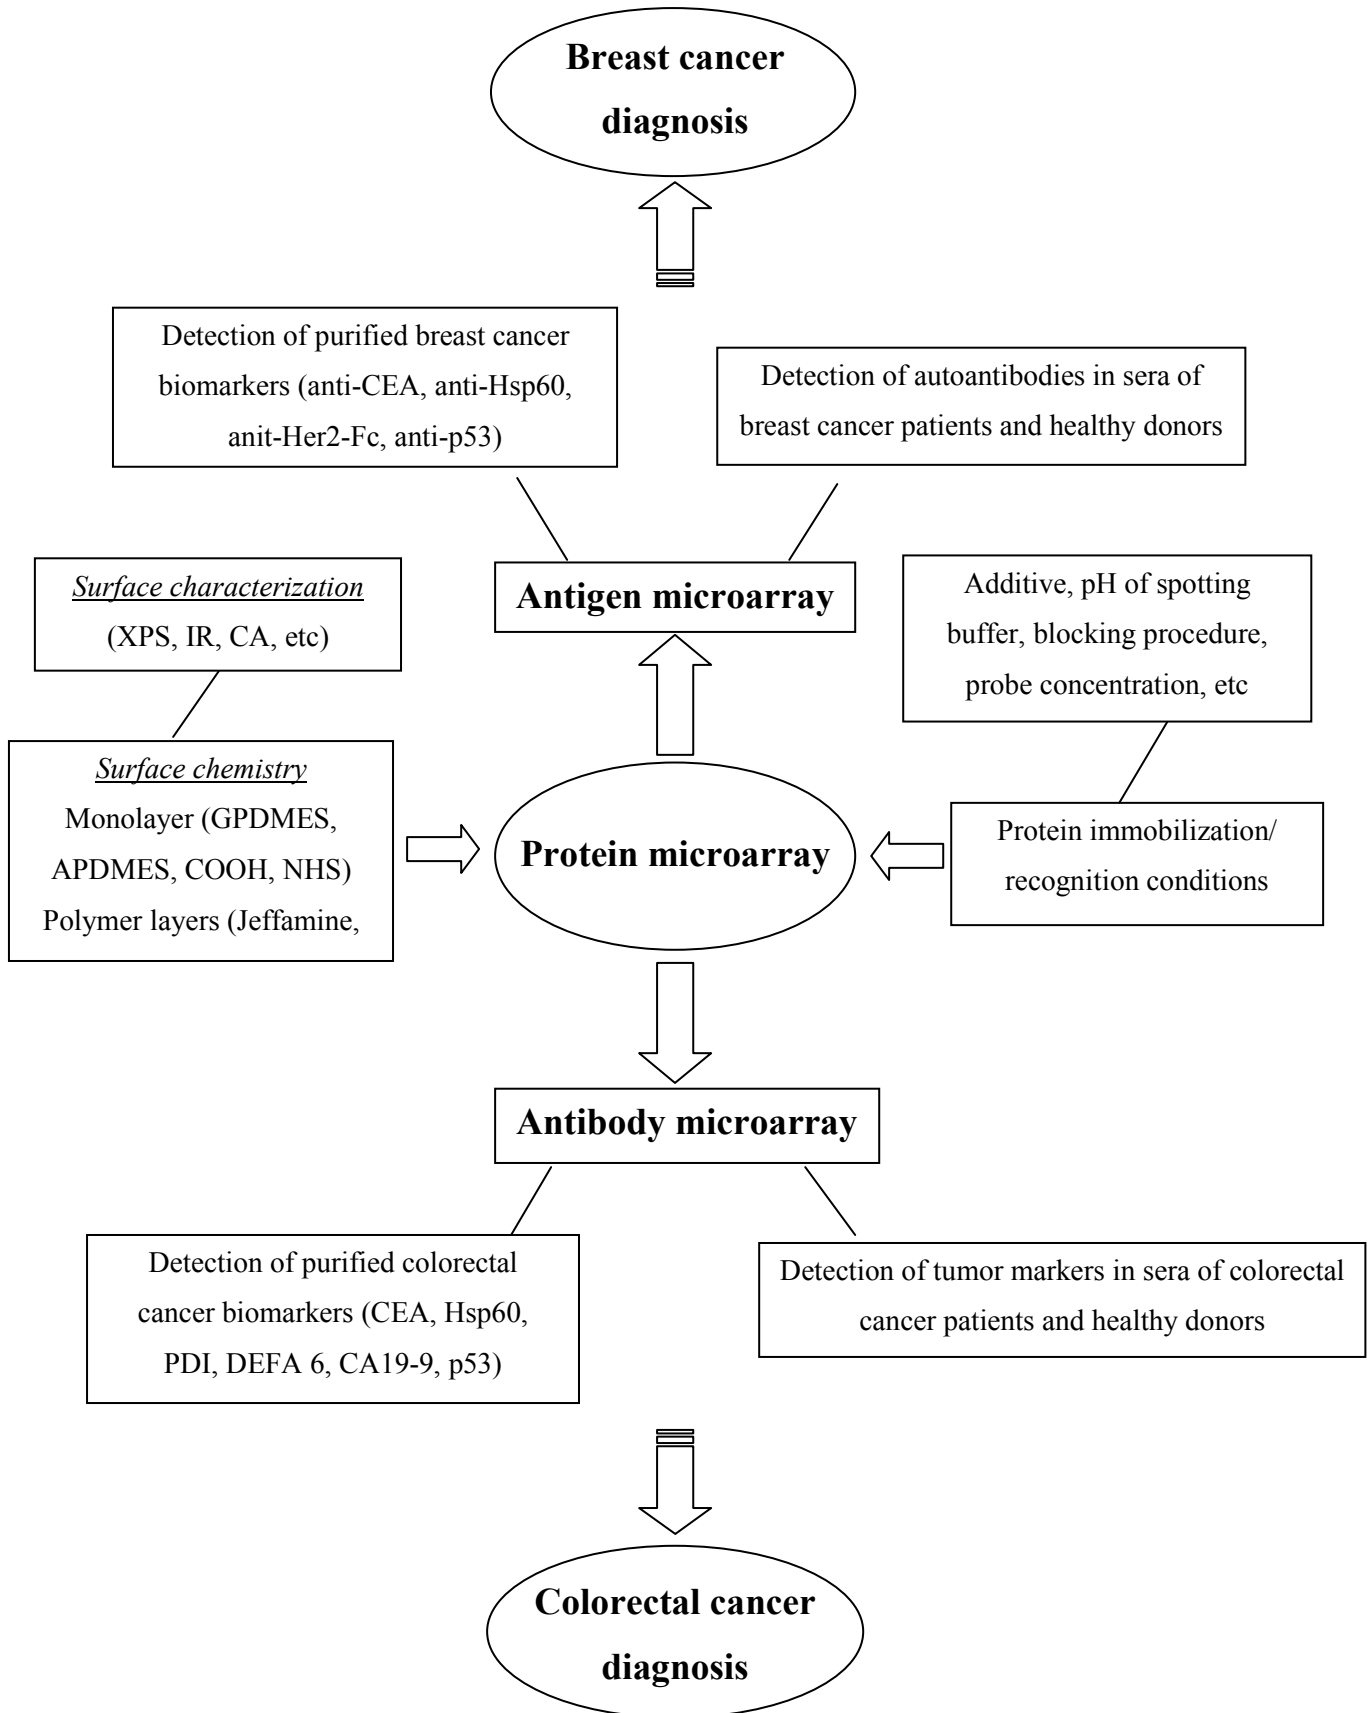 Breast cancer
diagnosis
Detection of purified breast cancer
biomarkers (anti-CEA, anti-Hsp60,
anit-Her2-Fc, anti-p53)
Detection of autoantibodies in sera of
breast cancer patients and healthy donors
Surface characterization
(XPS, IR, CA, etc)
Antigen microarray
Additive, pH of spotting
buffer, blocking procedure,
probe concentration, etc
Surface chemistry
Monolayer (GPDMES,
APDMES, COOH, NHS)
Polymer layers (Jeffamine,
Protein microarray
Protein immobilization/
recognition conditions
Antibody microarray
Detection of purified colorectal
cancer biomarkers (CEA, Hsp60,
PDI, DEFA 6, CA19-9, p53)
Detection of tumor markers in sera of colorectal
cancer patients and healthy donors
Colorectal cancer
diagnosis